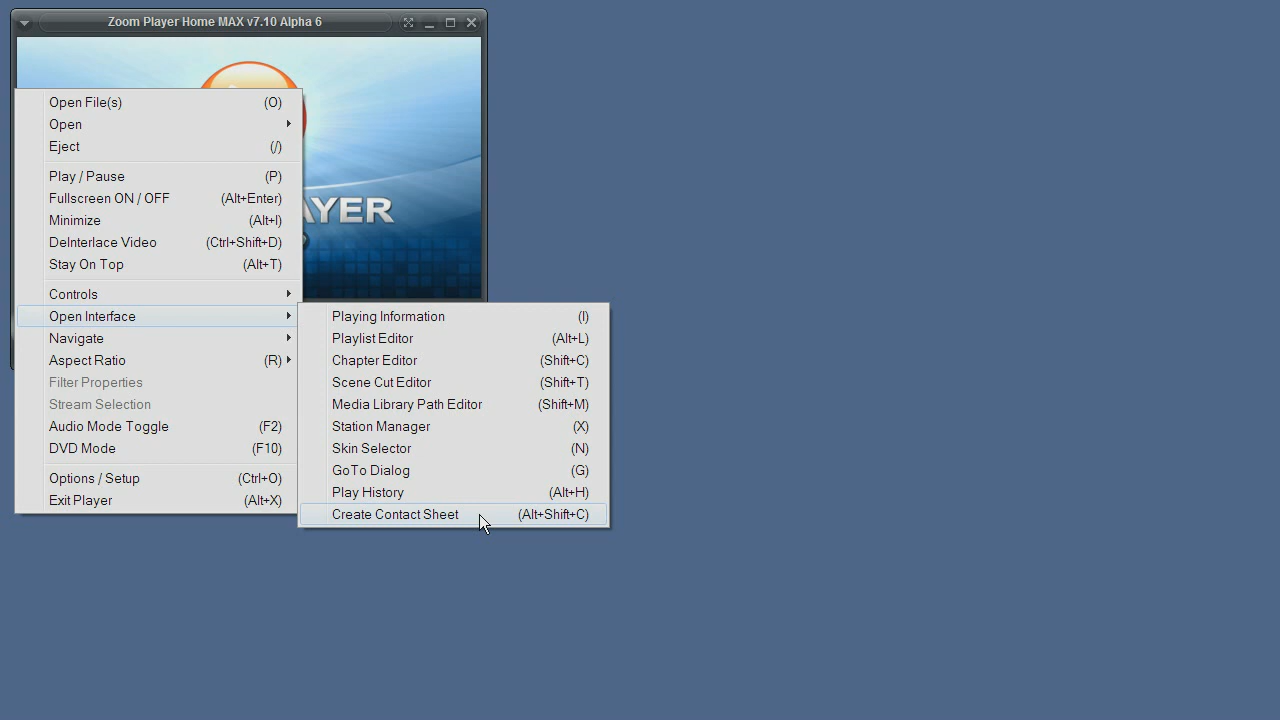 Zoom Player Home MAX v7.10 Alpha 6
AYER
Open File(s) (O)
Open
Eject (/)
Play / Pause (P)
Fullscreen ON / OFF (Alt+Enter)
Minimize (Alt+I)
DeInterlace Video (Ctrl+Shift+D)
Stay On Top (Alt+T)
Controls
Open Interface
Navigate
Aspect Ratio (R)
Filter Properties
Stream Selection
Audio Mode Toggle (F2)
DVD Mode (F10)
Options / Setup (Ctrl+O)
Exit Player (Alt+X)
Playing Information (I)
Playlist Editor (Alt+L)
Chapter Editor (Shift+C)
Scene Cut Editor (Shift+T)
Media Library Path Editor (Shift+M)
Station Manager (X)
Skin Selector (N)
GoTo Dialog (G)
Play History (Alt+H)
Create Contact Sheet (Alt+Shift+C)